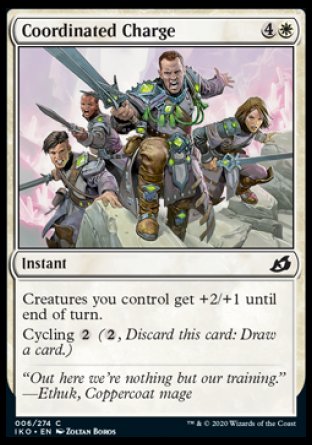 Coordinated Charge 4
Instant
Creatures you control get +2/+1 until
end of turn.
Cycling 2 (2, Discard this card: Draw
a card.)
"Out here we're nothing but our training."
—Ethuk, Coppercoat mage
006/274 C
IKO • EN Zoltan Boros
™ & © 2020 Wizards of the Coast